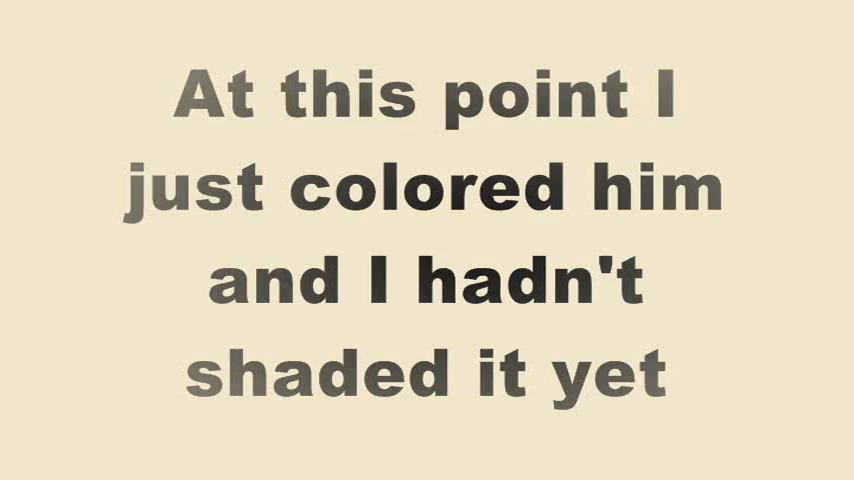 At this point I
just colored him
and I hadn't
shaded it yet